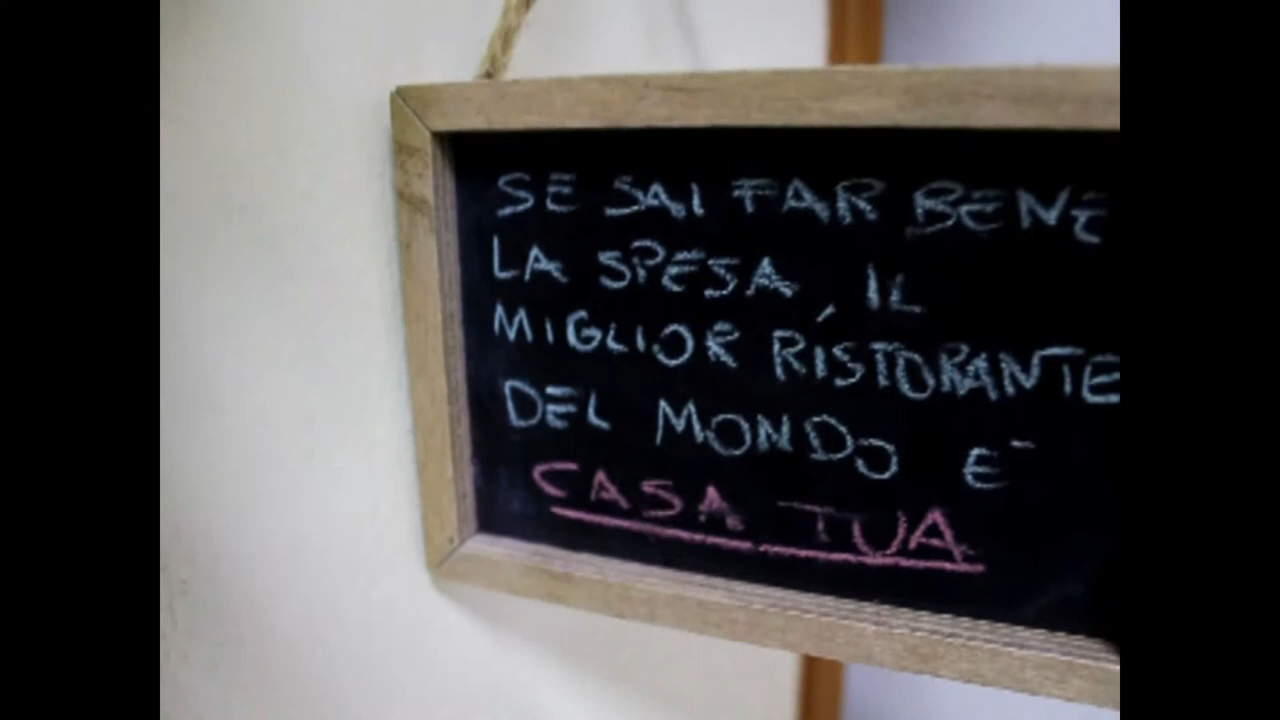 SE SAI FAR BENE
LA SPESA, IL
MIGLIOR RISTORANTE
DEL MONDO E'
CASA TUA